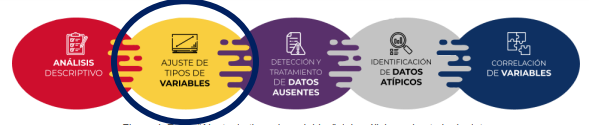 ANÁLISIS
DESCRIPTIVO
AJUSTE DE
TIPOS DE
VARIABLES
DETECCIÓN Y
TRATAMIENTO
DE DATOS
AUSENTES
IDENTIFICACIÓN
DE DATOS
ATÍPICOS
CORRELACIÓN
DE VARIABLES